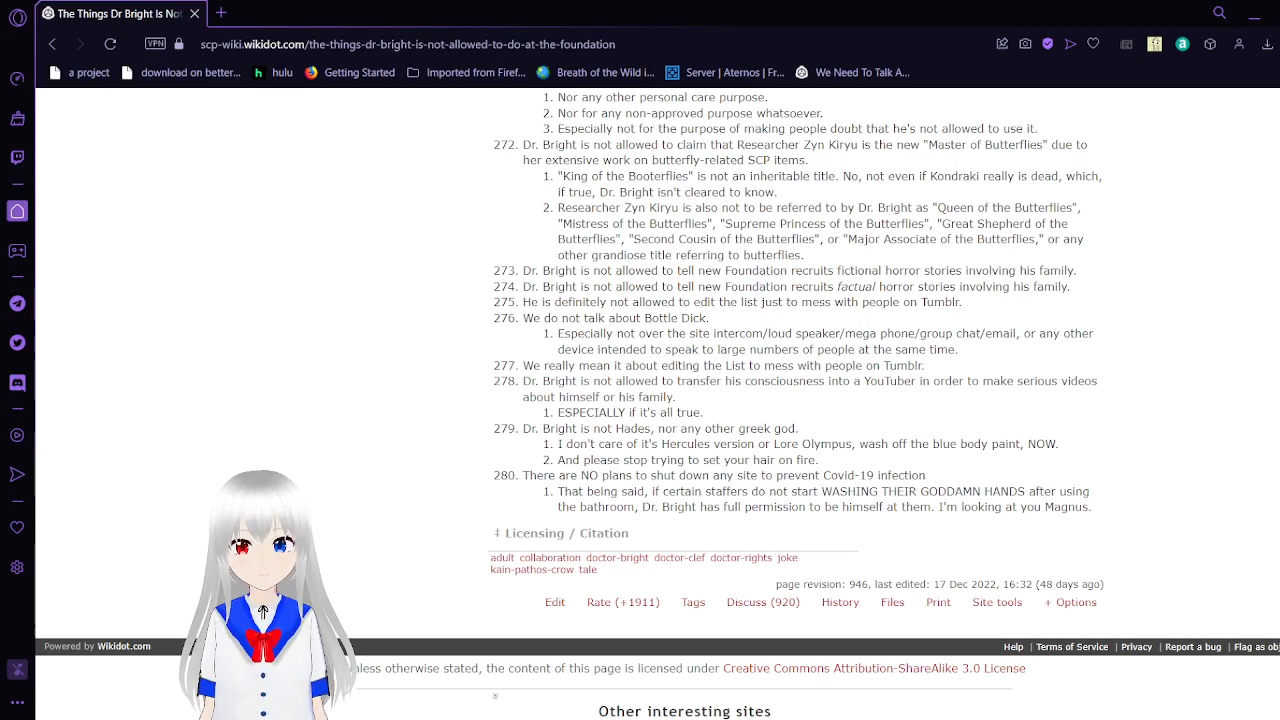 The Things Dr Bright Is Not
VPN
scp-wiki.wikidot.com/the-things-dr-bright-is-not-allowed-to-do-at-the-foundation
a project
download on better...
hulu
Getting Started
Imported from Firef...
Breath of the Wild i...
Server | Aternos | Fr...
We Need To Talk A...
1. Nor any other personal care purpose.
2. Nor for any non-approved purpose whatsoever.
3. Especially not for the purpose of making people doubt that he's not allowed to use it.
272. Dr. Bright is not allowed to claim that Researcher Zyn Kiryu is the new "Master of Butterflies" due to
her extensive work on butterfly-related SCP items.
1. "King of the Booterflies" is not an inheritable title. No, not even if Kondraki really is dead, which,
if true, Dr. Bright isn't cleared to know.
2. Researcher Zyn Kiryu is also not to be referred to by Dr. Bright as "Queen of the Butterflies",
"Mistress of the Butterflies", "Supreme Princess of the Butterflies", "Great Shepherd of the
Butterflies", "Second Cousin of the Butterflies", or "Major Associate of the Butterflies," or any
other grandiose title referring to butterflies.
273. Dr. Bright is not allowed to tell new Foundation recruits fictional horror stories involving his family.
274. Dr. Bright is not allowed to tell new Foundation recruits factual horror stories involving his family.
275. He is definitely not allowed to edit the list just to mess with people on Tumblr.
276. We do not talk about Bottle Dick.
1. Especially not over the site intercom/loud speaker/mega phone/group chat/email, or any other
device intended to speak to large numbers of people at the same time.
277. We really mean it about editing the List to mess with people on Tumblr.
278. Dr. Bright is not allowed to transfer his consciousness into a YouTuber in order to make serious videos
about himself or his family.
1. ESPECIALLY if it's all true.
279. Dr. Bright is not Hades, nor any other greek god.
1. I don't care of it's Hercules version or Lore Olympus, wash off the blue body paint, NOW.
2. And please stop trying to set your hair on fire.
280. There are NO plans to shut down any site to prevent Covid-19 infection
1. That being said, if certain staffers do not start WASHING THEIR GODDAMN HANDS after using
the bathroom, Dr. Bright has full permission to be himself at them. I'm looking at you Magnus.
‡ Licensing / Citation
adult collaboration doctor-bright doctor-clef doctor-rights joke
kain-pathos-crow tale
page revision: 946, last edited: 17 Dec 2022, 16:32 (48 days ago)
Edit Rate (+1911) Tags Discuss (920) History Files Print Site tools + Options
Powered by Wikidot.com
Help | Terms of Service | Privacy | Report a bug | Flag as obj
nless otherwise stated, the content of this page is licensed under Creative Commons Attribution-ShareAlike 3.0 License
Other interesting sites